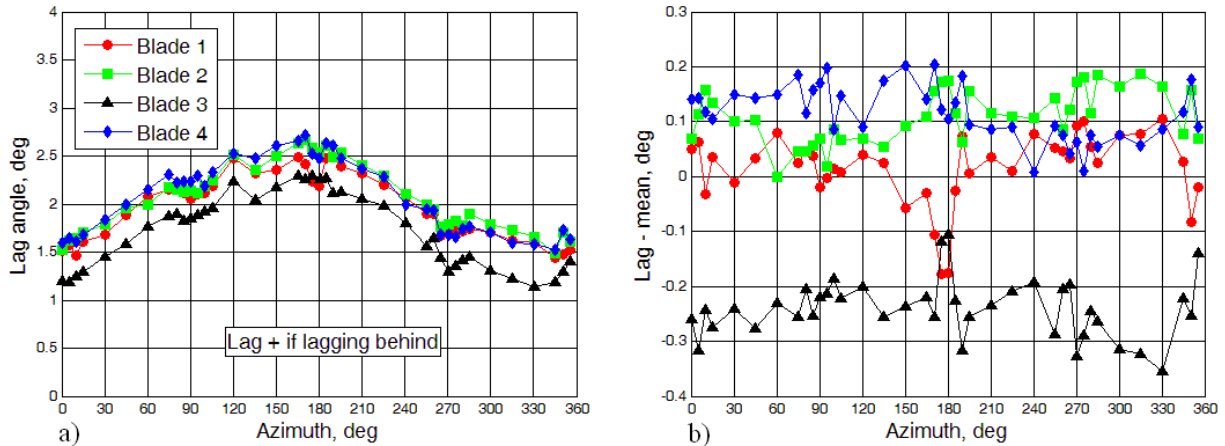 4
3.5
3
2.5
2
1.5
1
0.5
0
Lag angle, deg
Blade 1
Blade 2
Blade 3
Blade 4
Lag + if lagging behind
0 30 60 90 120 150 180 210 240 270 300 330 360
Azimuth, deg
a)
0.3
0.2
0.1
0
-0.1
-0.2
-0.3
-0.4
Lag - mean, deg
0 30 60 90 120 150 180 210 240 270 300 330 360
Azimuth, deg
b)